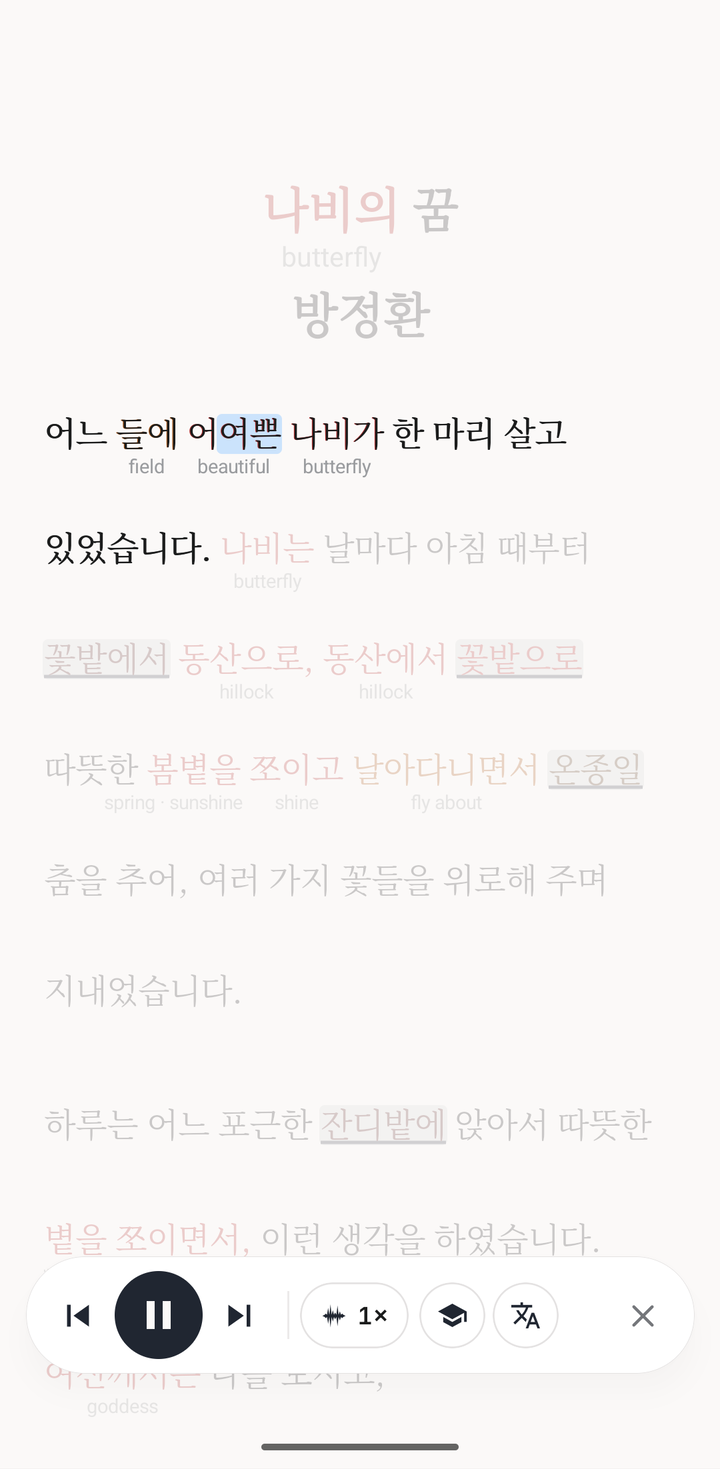 나비의 꿈
butterfly
방정환
어느 들에 어여쁜 나비가 한 마리 살고
field beautiful butterfly
있었습니다. 나비는 날마다 아침 때부터
butterfly
꽃밭에서 동산으로, 동산에서 꽃밭으로
hillock hillock
따뜻한 봄볕을 쪼이고 날아다니면서 온종일
spring · sunshine shine fly about
춤을 추어, 여러 가지 꽃들을 위로해 주며
지내었습니다.
하루는 어느 포근한 잔디밭에 앉아서 따뜻한
볕을 쪼이면서, 이런 생각을 하였습니다.
1×
goddess